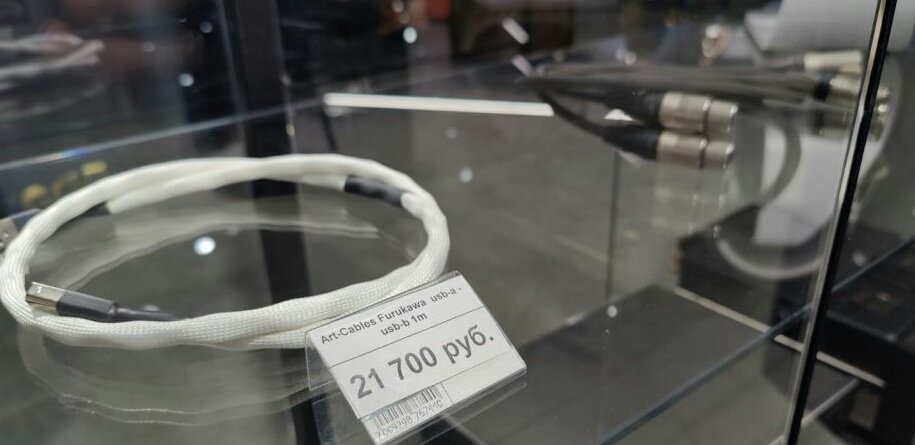 Art-Cables Furukawa usb-a -
usb-b 1m
21 700 руб.